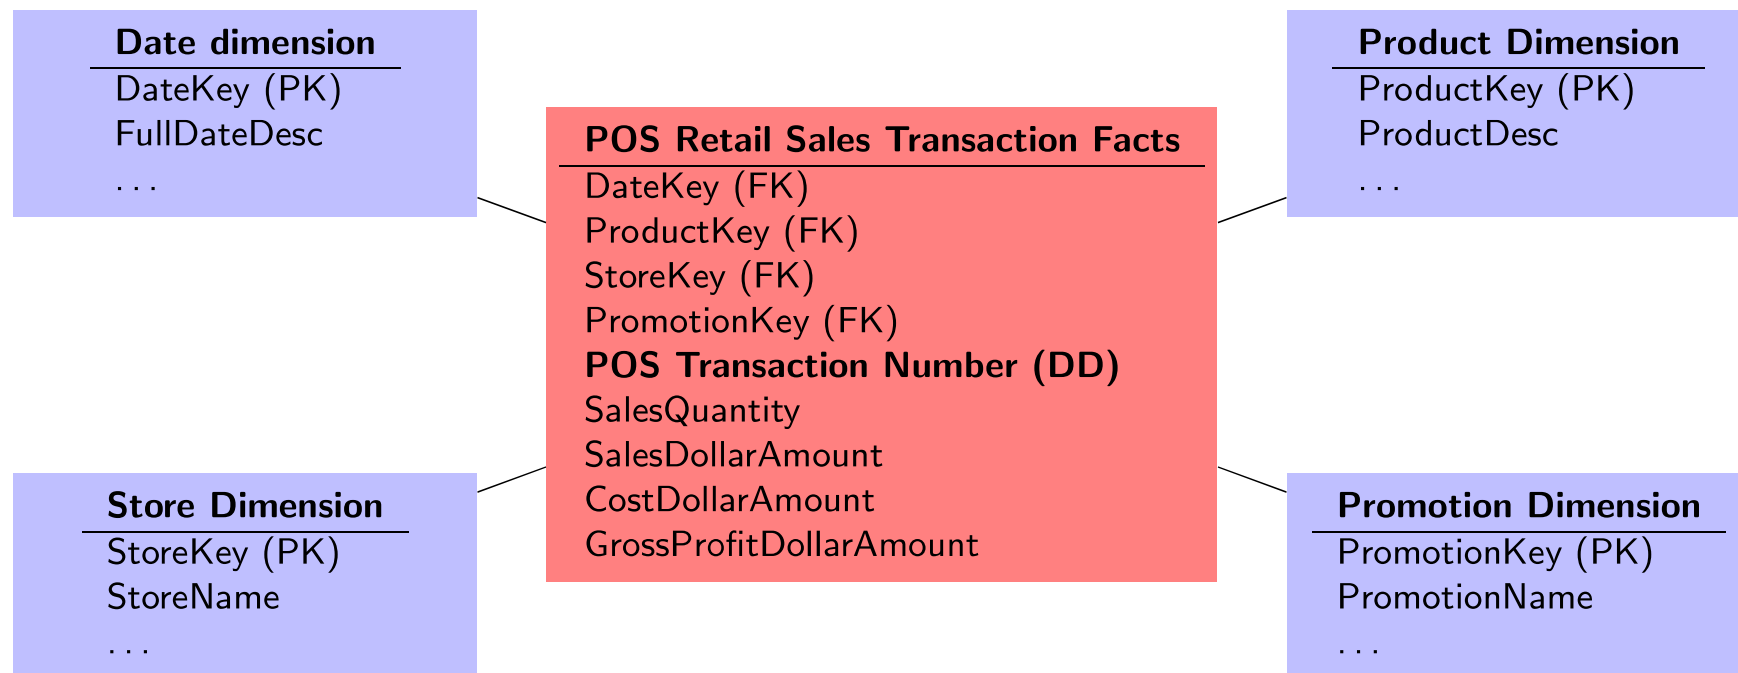 Date dimension
DateKey (PK)
FullDateDesc
...
Product Dimension
ProductKey (PK)
ProductDesc
...
POS Retail Sales Transaction Facts
DateKey (FK)
ProductKey (FK)
StoreKey (FK)
PromotionKey (FK)
POS Transaction Number (DD)
SalesQuantity
SalesDollarAmount
CostDollarAmount
GrossProfitDollarAmount
Store Dimension
StoreKey (PK)
StoreName
...
Promotion Dimension
PromotionKey (PK)
PromotionName
...